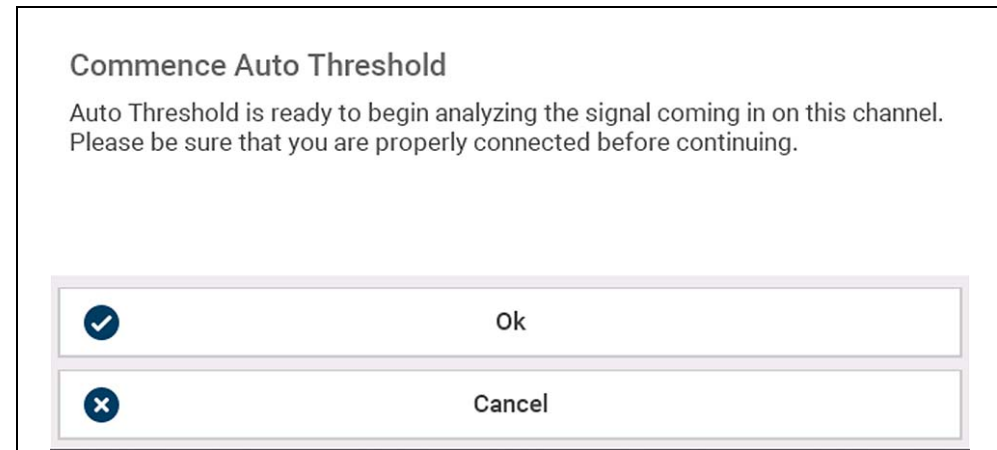 Commence Auto Threshold
Auto Threshold is ready to begin analyzing the signal coming in on this channel.
Please be sure that you are properly connected before continuing.
Ok
Cancel